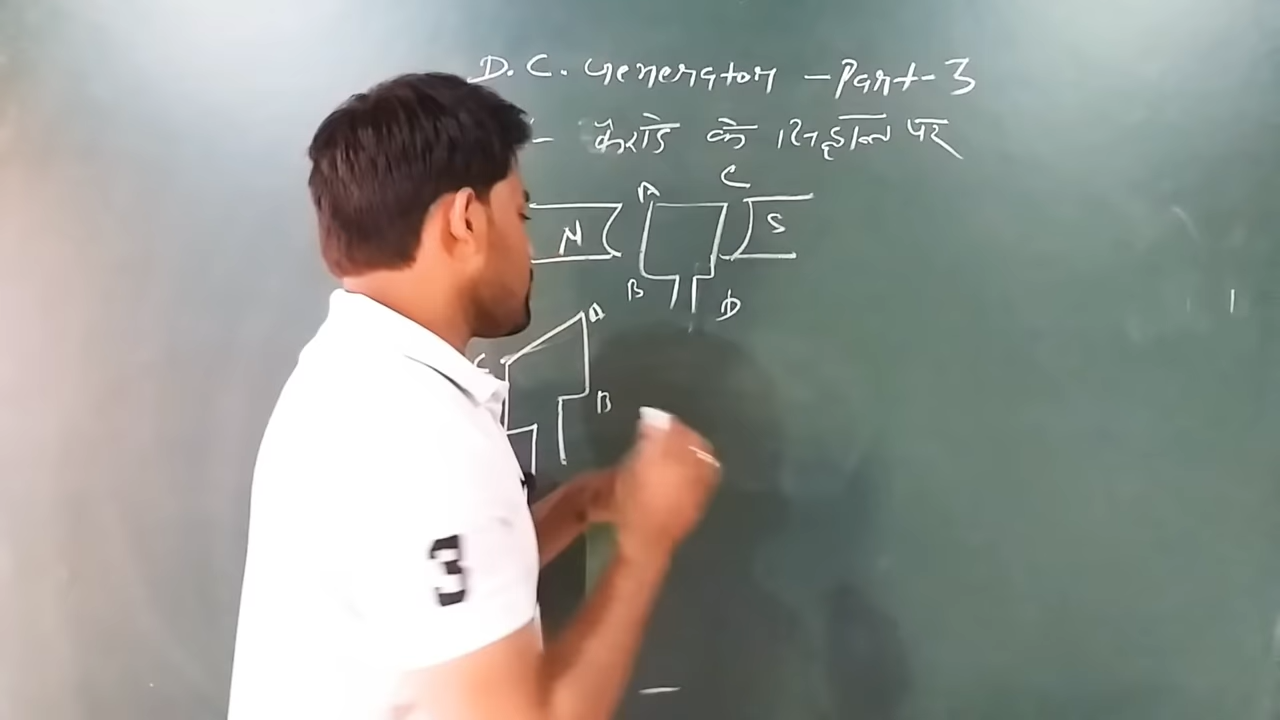 D.C. Generator - Part-3
- फेराडे के सिद्धान्त पर
A C
N S
B D
A
C
B
3